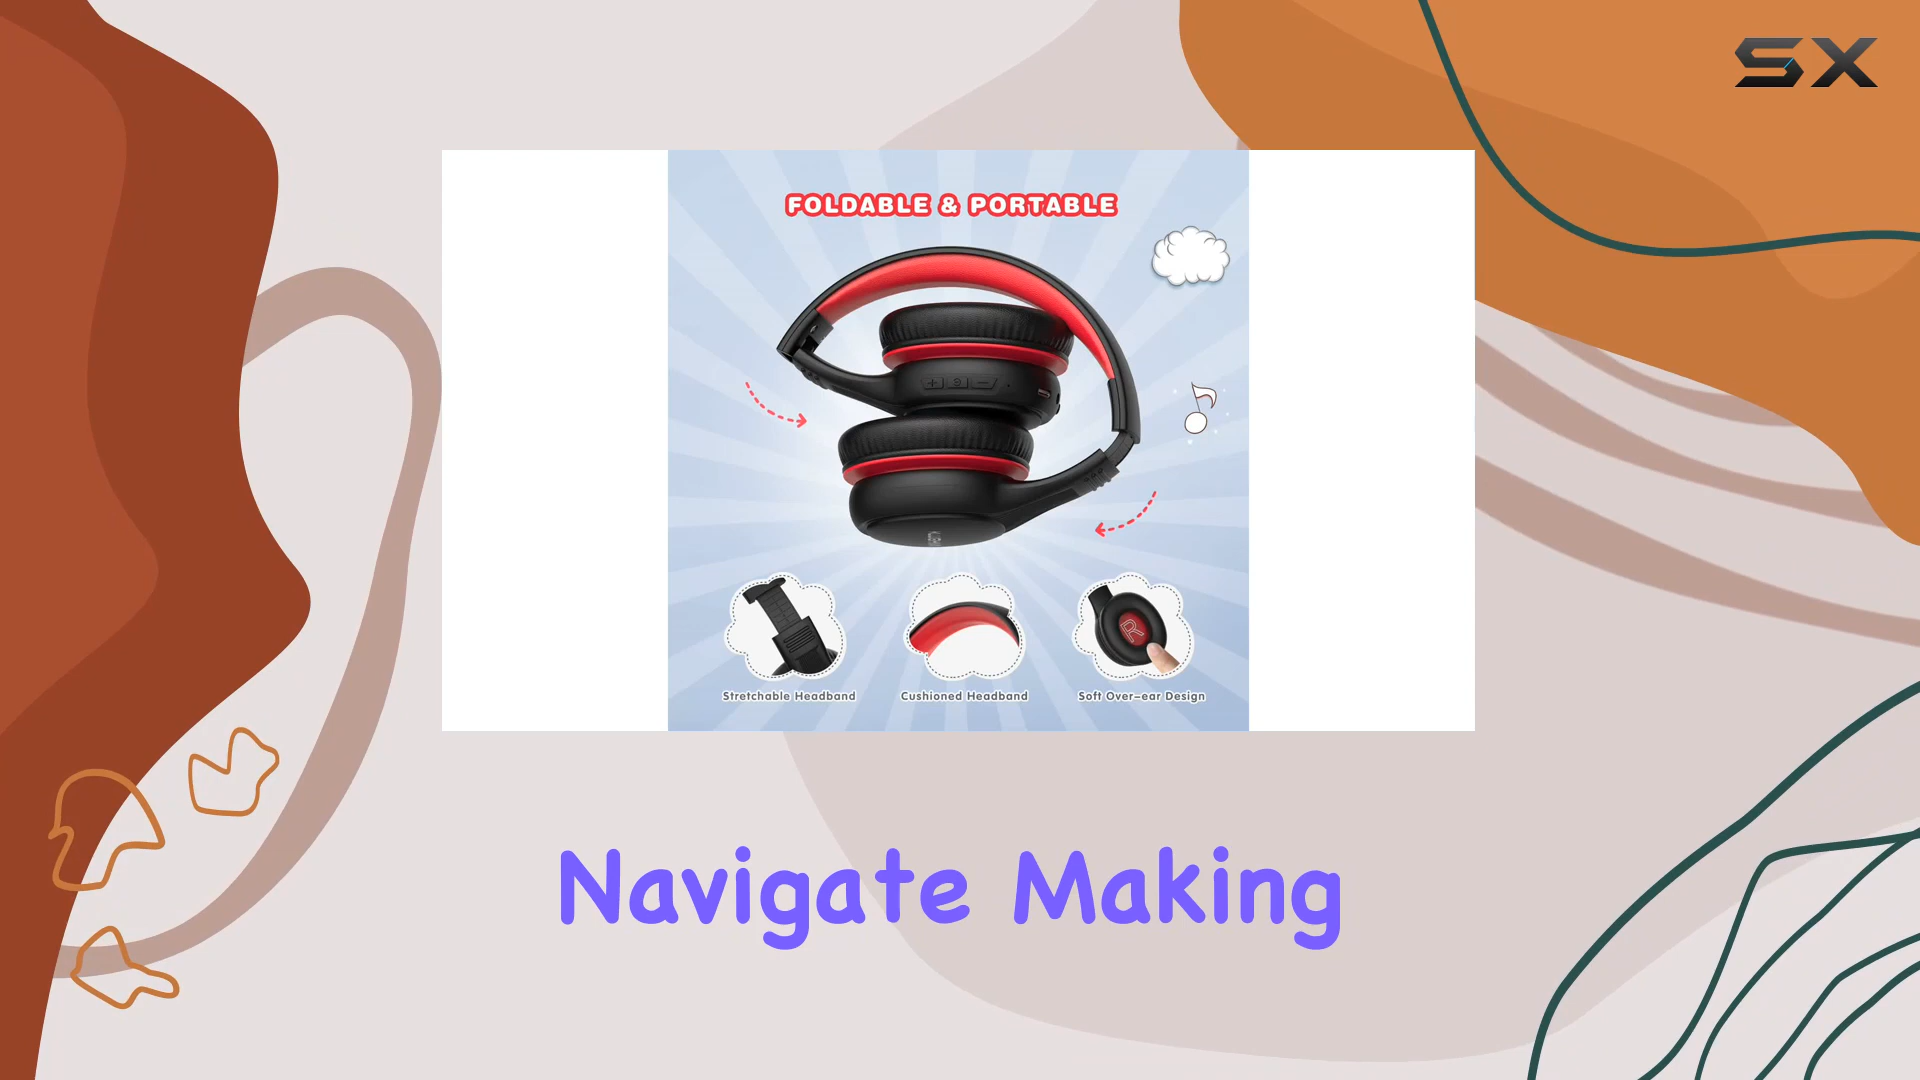 SX
FOLDABLE & PORTABLE
Stretchable Headband
Cushioned Headband
Soft Over-ear Design
Navigate Making